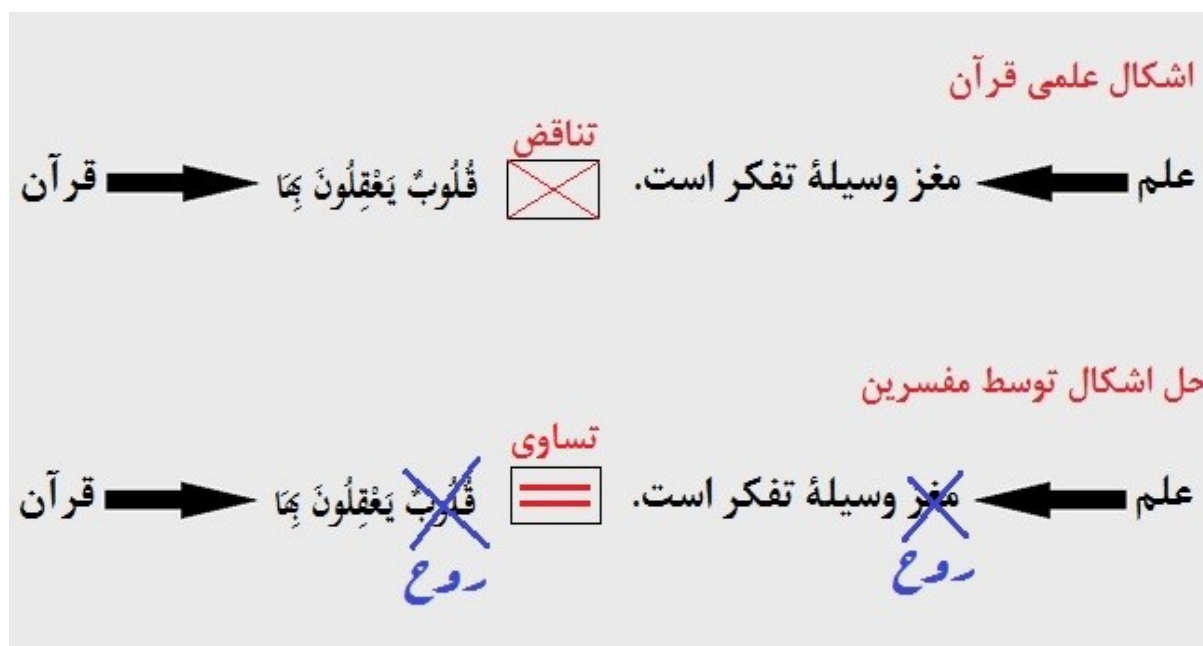 اشکال علمی قرآن
تناقض
علم مغز وسیلهٔ تفکر است. قُلُوبٌ يَعْقِلُونَ بِهَا قرآن
حل اشکال توسط مفسرین
تساوی
علم مغز وسیلهٔ تفکر است. قُلُوبٌ يَعْقِلُونَ بِهَا قرآن
روح روح